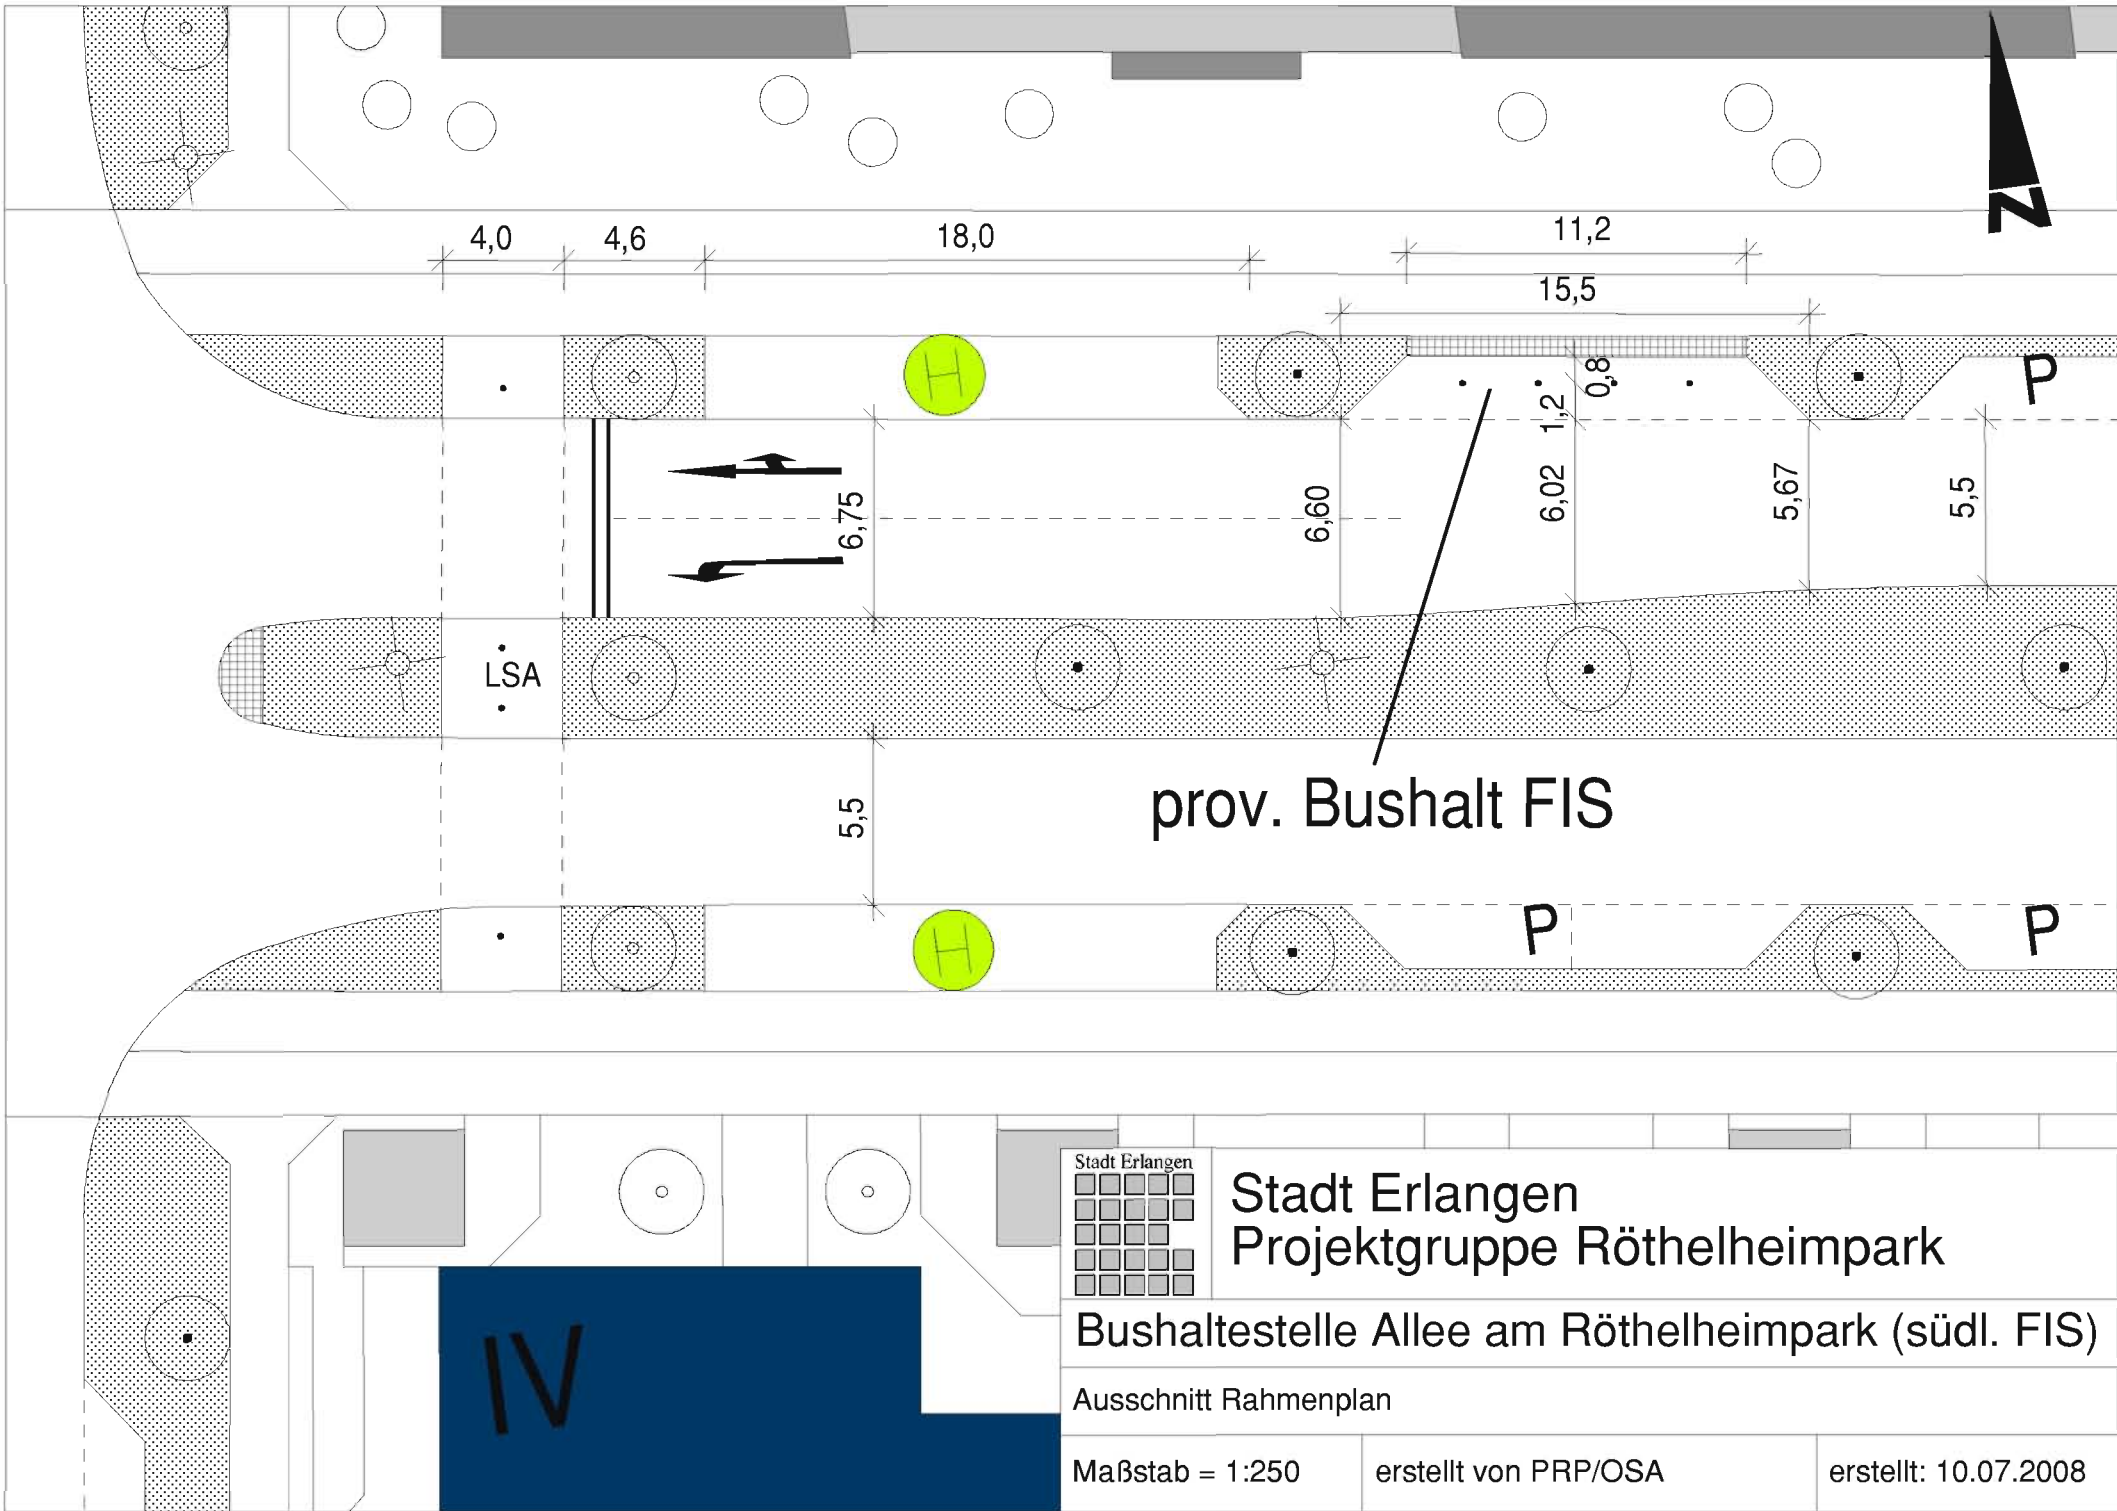 N
4,0
4,6
18,0
11,2
15,5
H
0,8
1,2
P
6,75
6,60
6,02
5,67
5,5
LSA
prov. Bushalt FIS
5,5
H
P
P
IV
Stadt Erlangen
Stadt Erlangen
Projektgruppe Röthelheimpark
Bushaltestelle Allee am Röthelheimpark (südl. FIS)
Ausschnitt Rahmenplan
Maßstab = 1:250
erstellt von PRP/OSA
erstellt: 10.07.2008